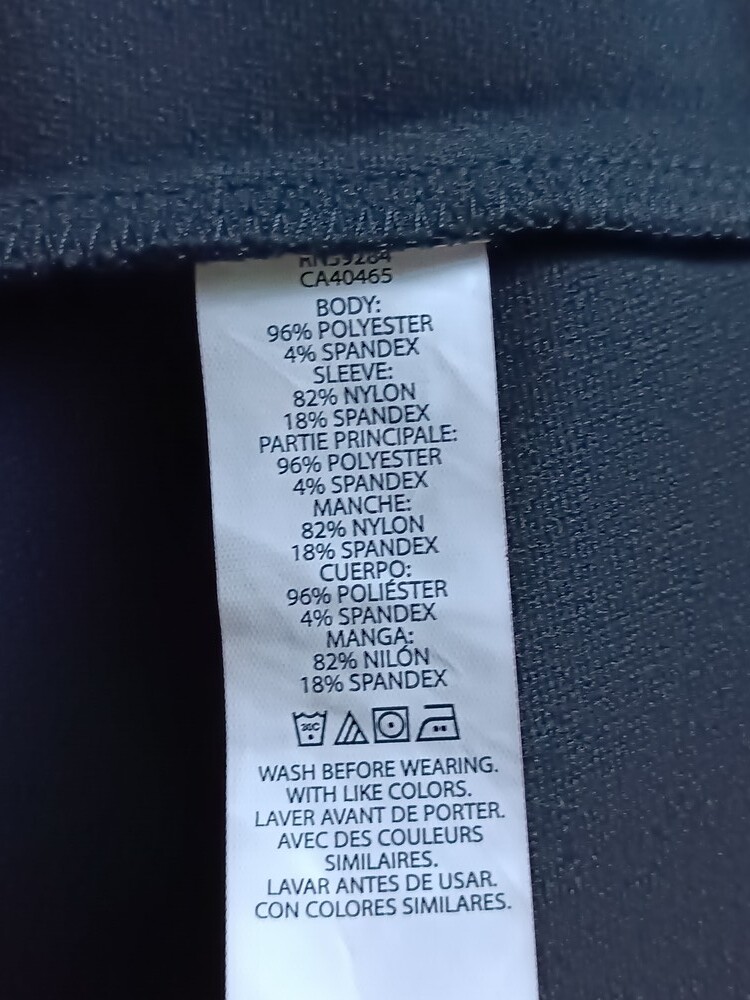 RN59284
CA40465
BODY:
96% POLYESTER
4% SPANDEX
SLEEVE:
82% NYLON
18% SPANDEX
PARTIE PRINCIPALE:
96% POLYESTER
4% SPANDEX
MANCHE:
82% NYLON
18% SPANDEX
CUERPO:
96% POLIÉSTER
4% SPANDEX
MANGA:
82% NILÓN
18% SPANDEX
30C
WASH BEFORE WEARING.
WITH LIKE COLORS.
LAVER AVANT DE PORTER.
AVEC DES COULEURS
SIMILAIRES.
LAVAR ANTES DE USAR.
CON COLORES SIMILARES.